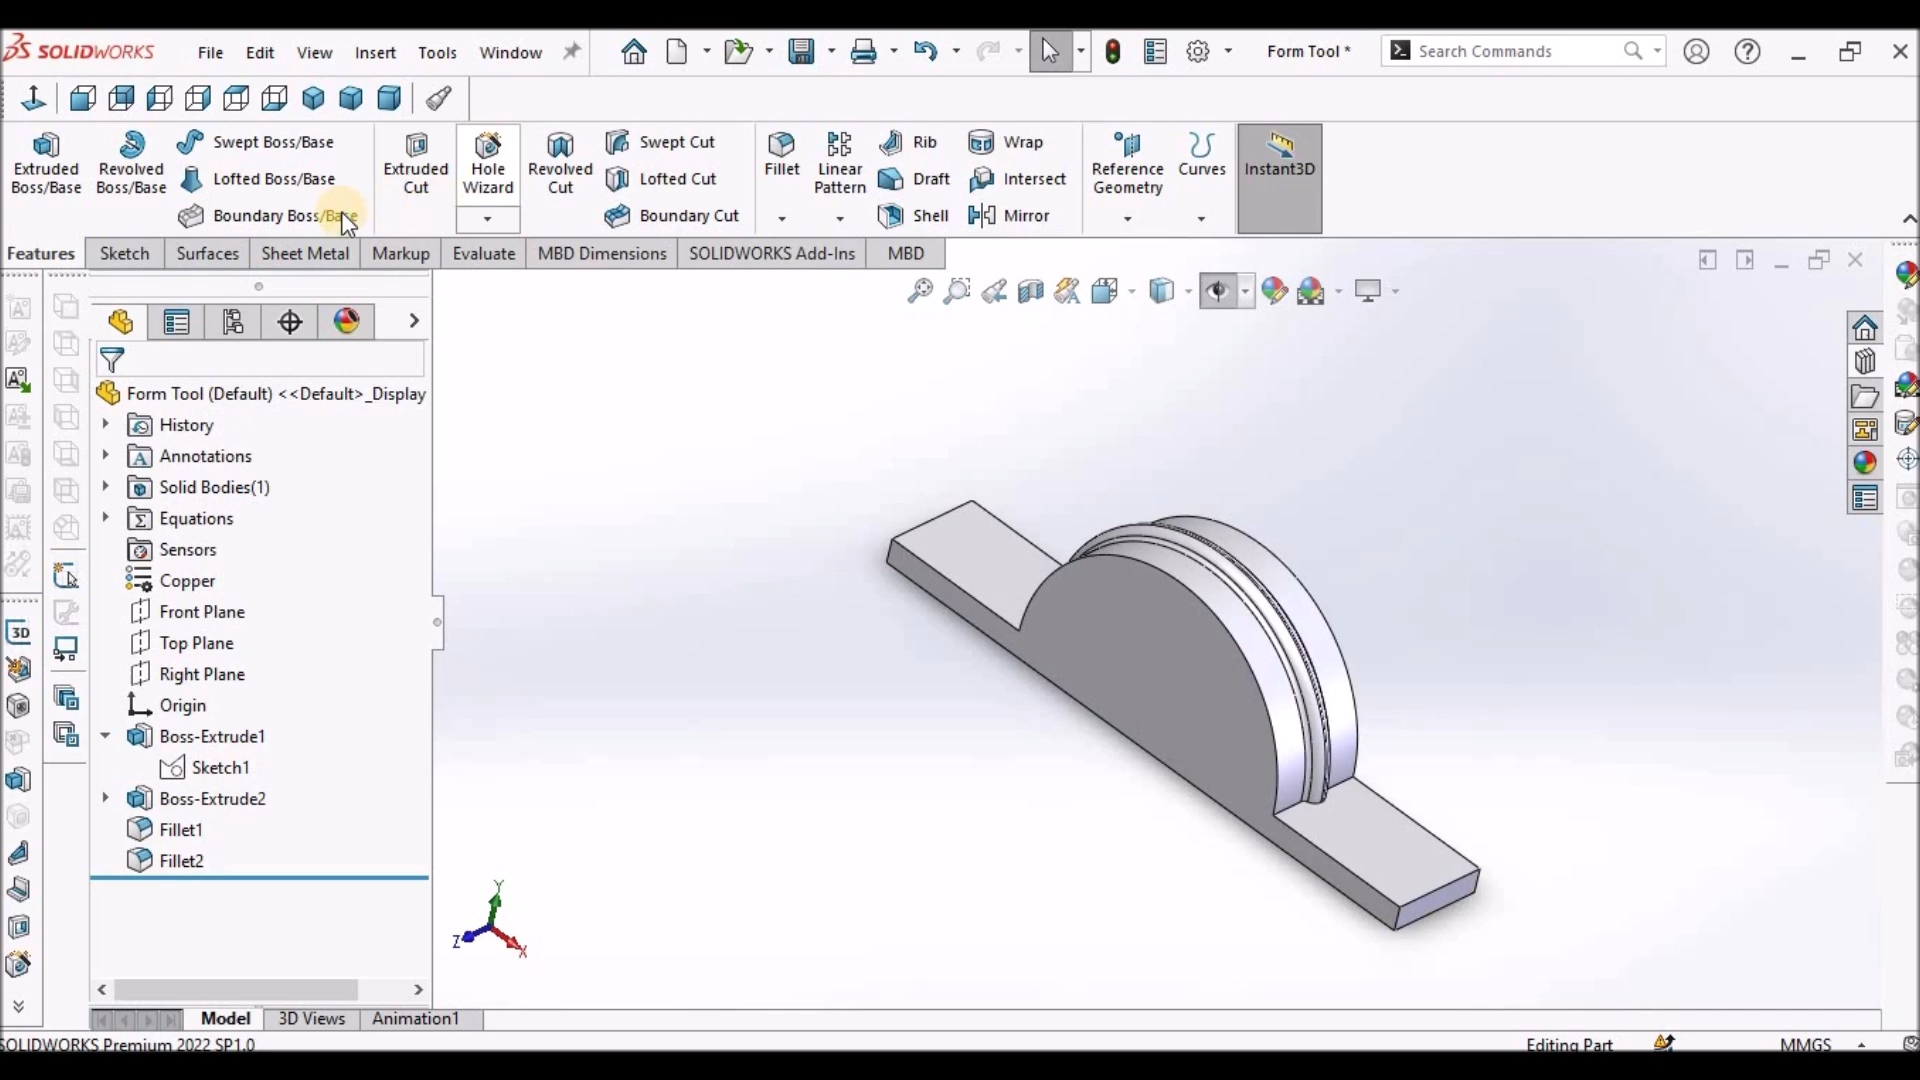 SOLIDWORKS File Edit View Insert Tools Window Form Tool * Search Commands
Extruded Boss/Base
Revolved Boss/Base
Swept Boss/Base
Lofted Boss/Base
Boundary Boss/Base
Extruded Cut
Hole Wizard
Revolved Cut
Swept Cut
Lofted Cut
Boundary Cut
Fillet
Linear Pattern
Rib
Draft
Shell
Wrap
Intersect
Mirror
Reference Geometry
Curves
Instant3D
Features Sketch Surfaces Sheet Metal Markup Evaluate MBD Dimensions SOLIDWORKS Add-Ins MBD
Form Tool (Default) <<Default>_Display
History
Annotations
Solid Bodies(1)
Equations
Sensors
Copper
Front Plane
Top Plane
Right Plane
Origin
Boss-Extrude1
Sketch1
Boss-Extrude2
Fillet1
Fillet2
3D
Y
Z
X
Model 3D Views Animation1
SOLIDWORKS Premium 2022 SP1.0 Editing Part MMGS